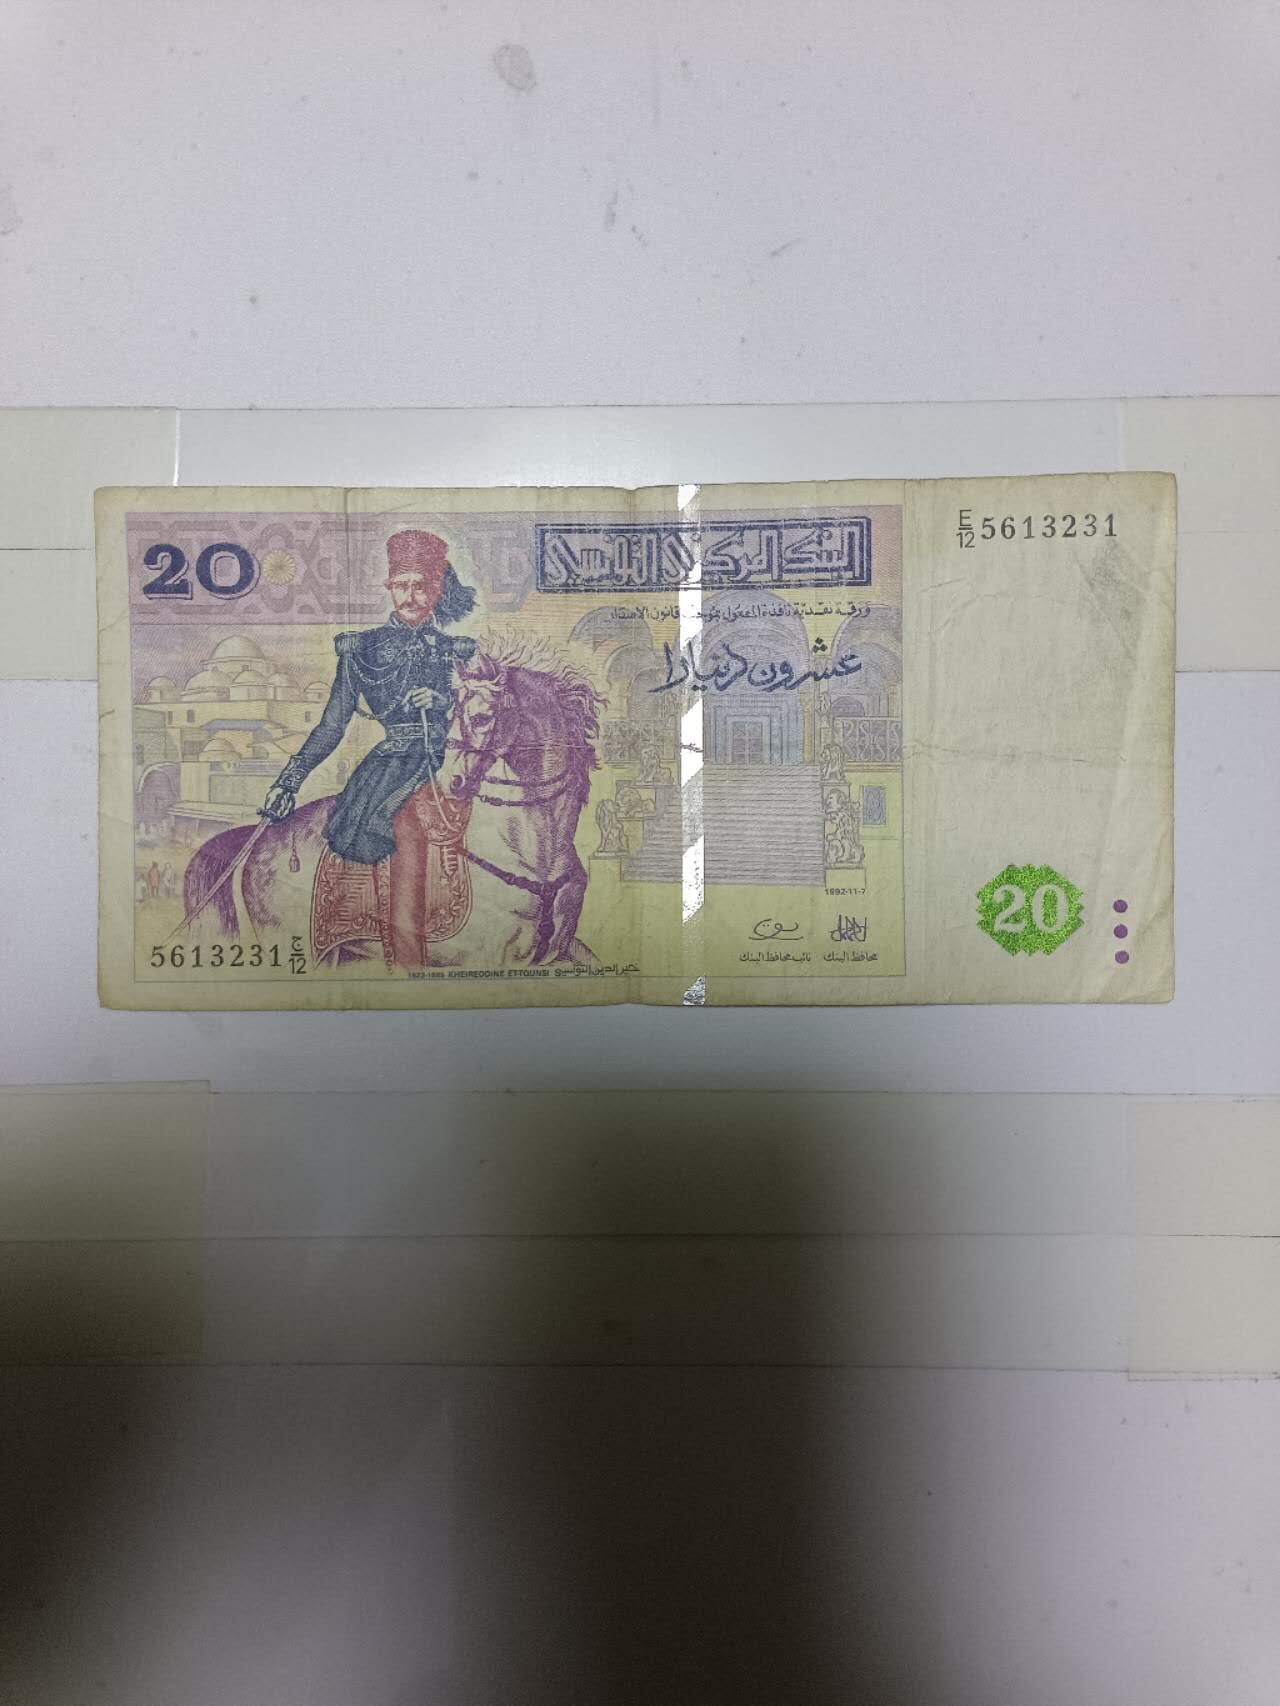 20
البنك المركزي التونسي
E/12 5613231
ورقة نقدية نافذة المفعول بموجب قانون الإصدار
عشرون دينارا
1992-11-7
محافظ البنك
نائب محافظ البنك
20
5613231 ج/12
KHEIREDDINE ETTOUNSI خير الدين التونسي